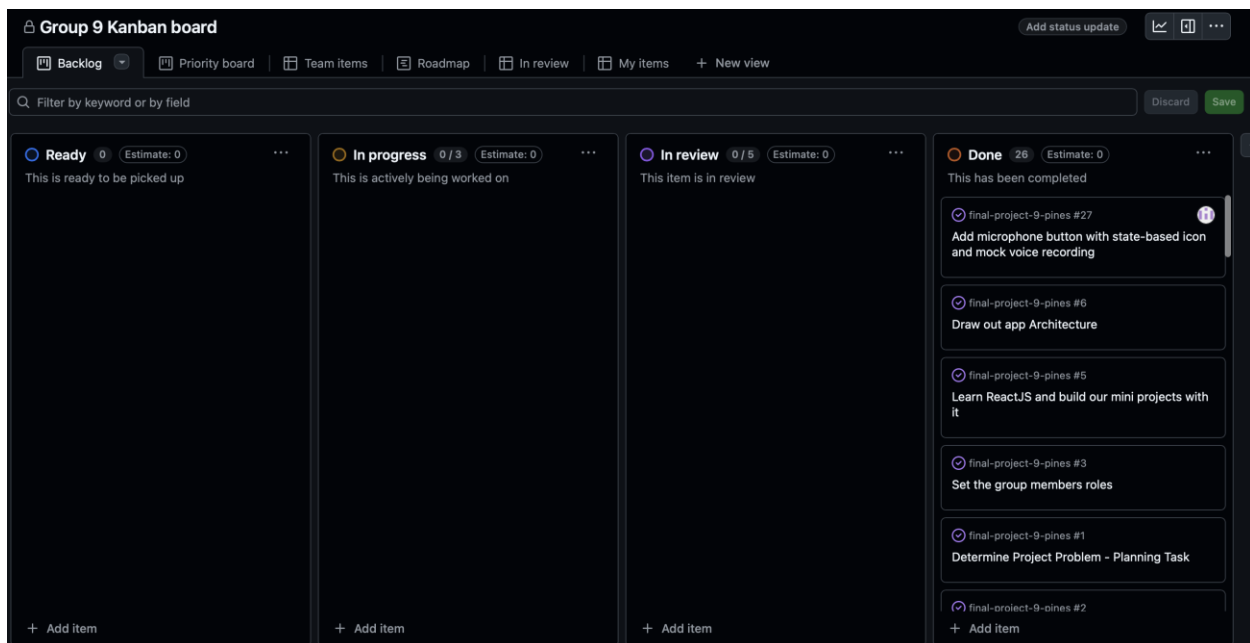 Group 9 Kanban board
Add status update
Backlog
Priority board
Team items
Roadmap
In review
My items
+ New view
Filter by keyword or by field
Discard
Save
Ready 0 Estimate: 0
This is ready to be picked up
+ Add item
In progress 0 / 3 Estimate: 0
This is actively being worked on
+ Add item
In review 0 / 5 Estimate: 0
This item is in review
+ Add item
Done 26 Estimate: 0
This has been completed
final-project-9-pines #27
Add microphone button with state-based icon
and mock voice recording
final-project-9-pines #6
Draw out app Architecture
final-project-9-pines #5
Learn ReactJS and build our mini projects with
it
final-project-9-pines #3
Set the group members roles
final-project-9-pines #1
Determine Project Problem - Planning Task
final-project-9-pines #2
+ Add item